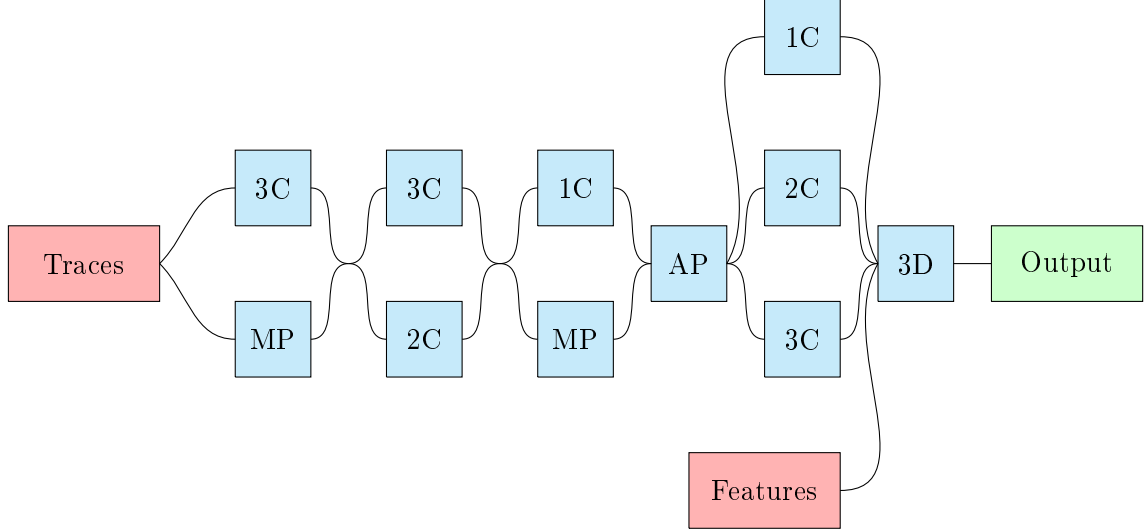 1C
3C
3C
1C
2C
Traces
AP
3D
Output
MP
2C
MP
3C
Features